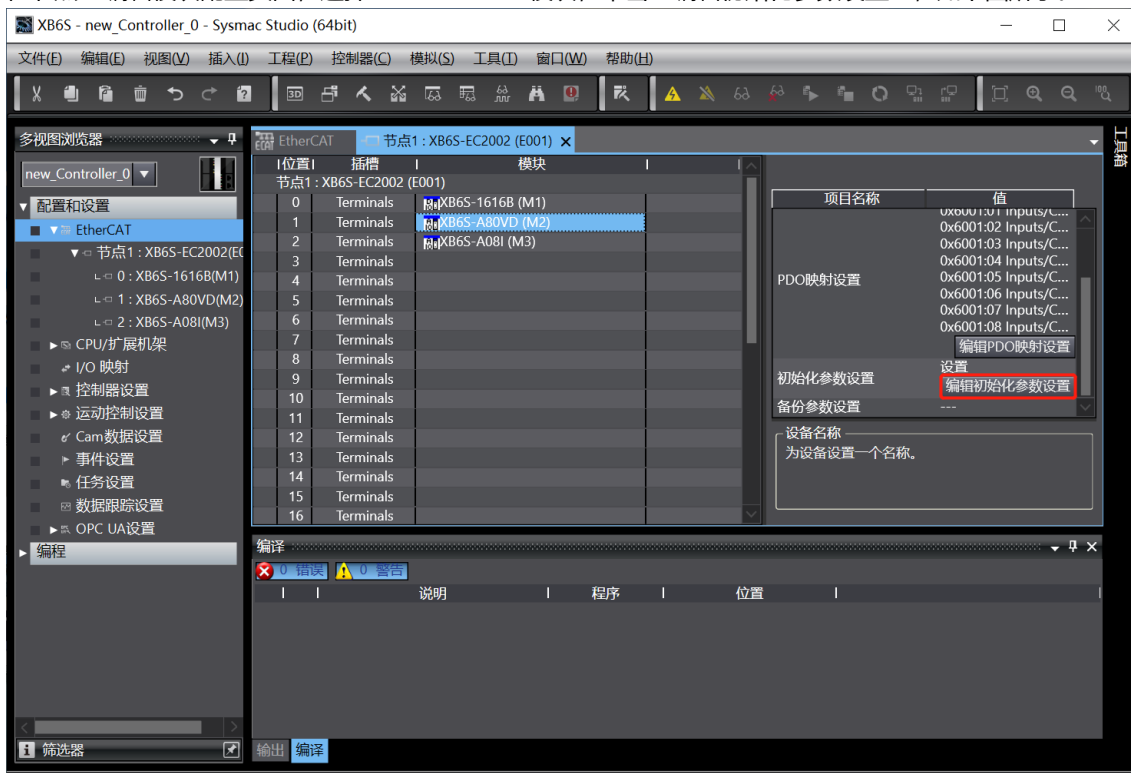 XB6S - new_Controller_0 - Sysmac Studio (64bit)
文件(F) 编辑(E) 视图(V) 插入(I) 工程(P) 控制器(C) 模拟(S) 工具(T) 窗口(W) 帮助(H)
多视图浏览器
new_Controller_0
配置和设置
EtherCAT
节点1 : XB6S-EC2002(E0
0 : XB6S-1616B(M1)
1 : XB6S-A80VD(M2)
2 : XB6S-A08I(M3)
CPU/扩展机架
I/O 映射
控制器设置
运动控制设置
Cam数据设置
事件设置
任务设置
数据跟踪设置
OPC UA设置
编程
筛选器
EtherCAT 节点1 : XB6S-EC2002 (E001)
位置 插槽 模块
节点1 : XB6S-EC2002 (E001)
0 Terminals XB6S-1616B (M1)
1 Terminals XB6S-A80VD (M2)
2 Terminals XB6S-A08I (M3)
3 Terminals
4 Terminals
5 Terminals
6 Terminals
7 Terminals
8 Terminals
9 Terminals
10 Terminals
11 Terminals
12 Terminals
13 Terminals
14 Terminals
15 Terminals
16 Terminals
项目名称 值
0x6001:01 Inputs/C...
0x6001:02 Inputs/C...
0x6001:03 Inputs/C...
0x6001:04 Inputs/C...
PDO映射设置 0x6001:05 Inputs/C...
0x6001:06 Inputs/C...
0x6001:07 Inputs/C...
0x6001:08 Inputs/C...
编辑PDO映射设置
设置
初始化参数设置 编辑初始化参数设置
备份参数设置 ---
设备名称
为设备设置一个名称。
工具箱
编译
0 错误 0 警告
说明 程序 位置
输出 编译